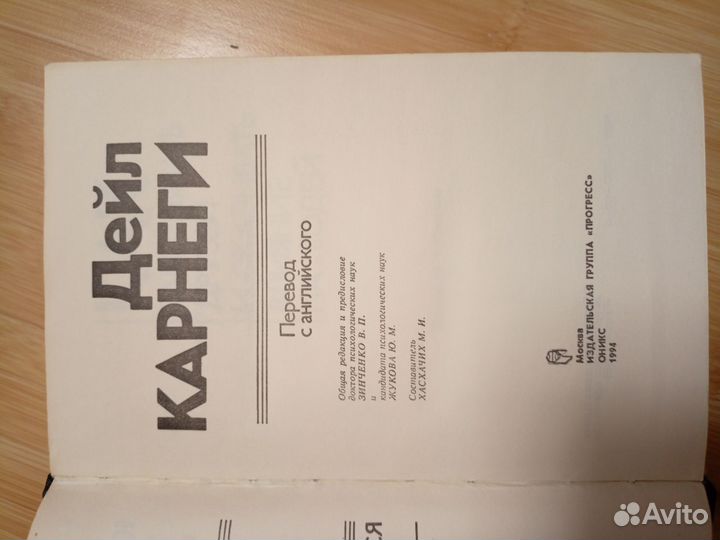 Дейл
КАРНЕГИ
Перевод
с английского
Общая редакция и предисловие
доктора психологических наук
ЗИНЧЕНКО В. П.
и
кандидата психологических наук
ЖУКОВА Ю. М.
Составитель
ХАСХАЧИХ М. И.
Москва
ИЗДАТЕЛЬСКАЯ ГРУППА «ПРОГРЕСС»
ОНИКС
1994
Avito